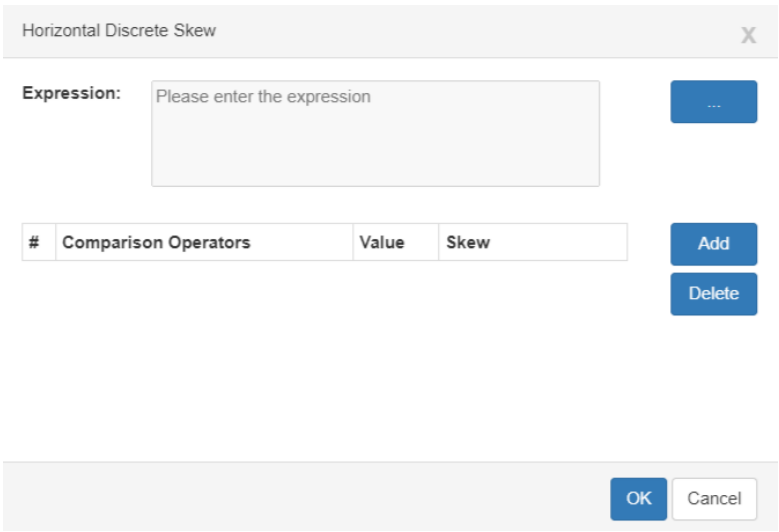 Horizontal Discrete Skew
X
Expression:
Please enter the expression
...
# Comparison Operators Value Skew
Add
Delete
OK Cancel